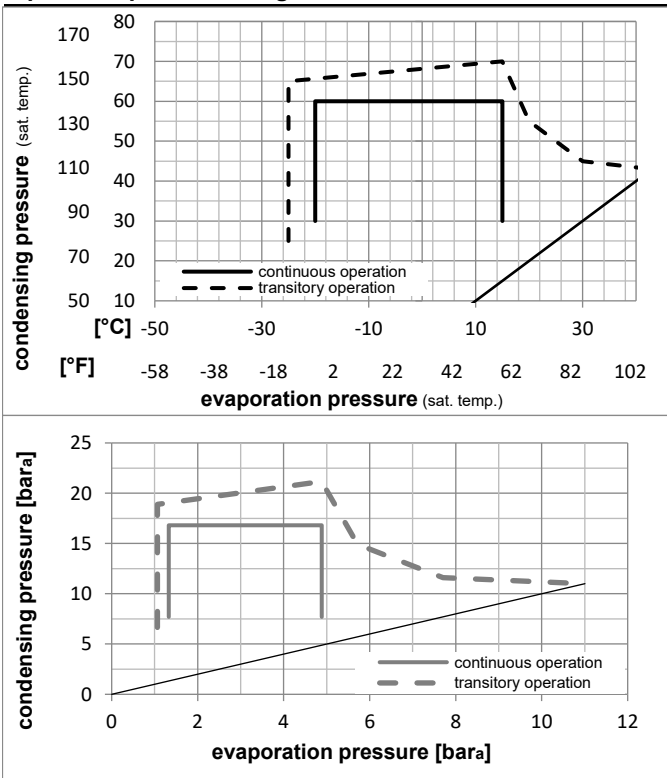 condensing pressure (sat. temp.)
170
150
130
110
90
70
50
80
70
60
50
40
30
20
10
continuous operation
transitory operation
[°C] -50 -30 -10 10 30
[°F] -58 -38 -18 2 22 42 62 82 102
evaporation pressure (sat. temp.)
condensing pressure [bara]
25
20
15
10
5
0
continuous operation
transitory operation
0 2 4 6 8 10 12
evaporation pressure [bara]